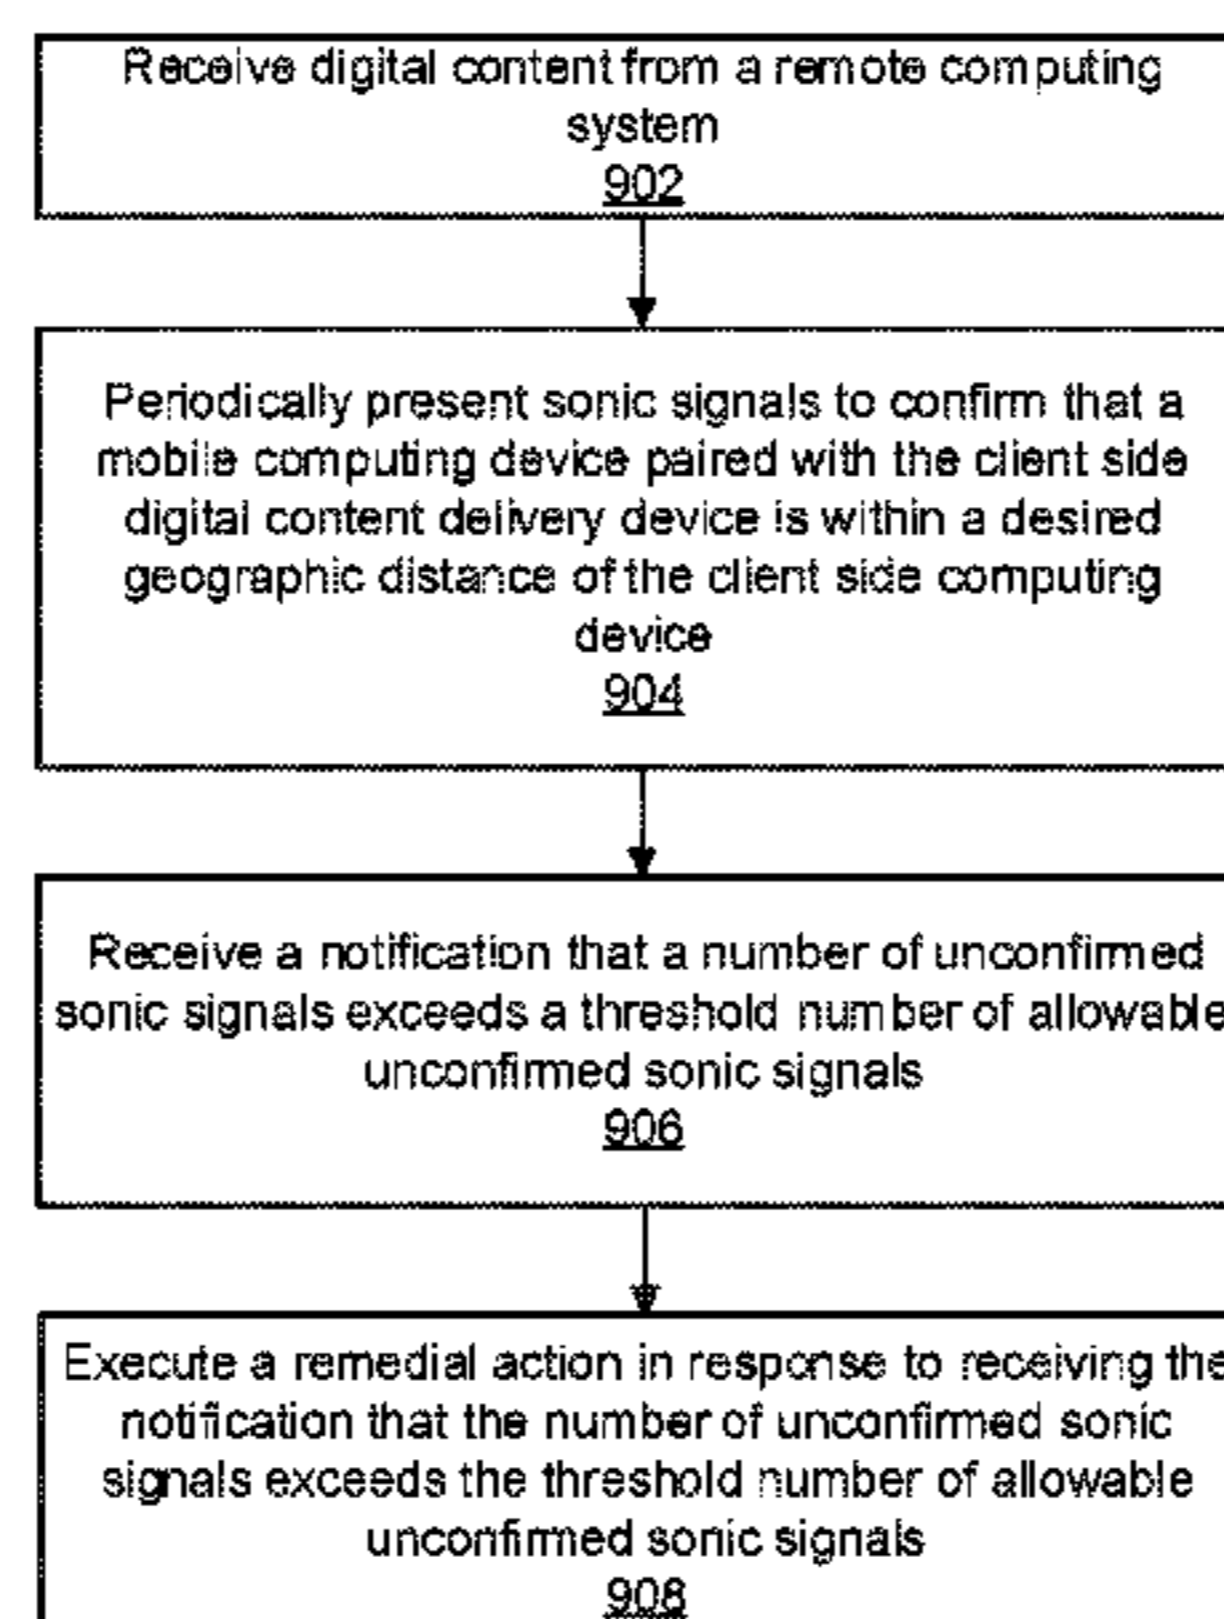 Receive digital content from a remote computing
system
902
Periodically present sonic signals to confirm that a
mobile computing device paired with the client side
digital content delivery device is within a desired
geographic distance of the client side computing
device
904
Receive a notification that a number of unconfirmed
sonic signals exceeds a threshold number of allowable
unconfirmed sonic signals
906
Execute a remedial action in response to receiving the
notification that the number of unconfirmed sonic
signals exceeds the threshold number of allowable
unconfirmed sonic signals
908